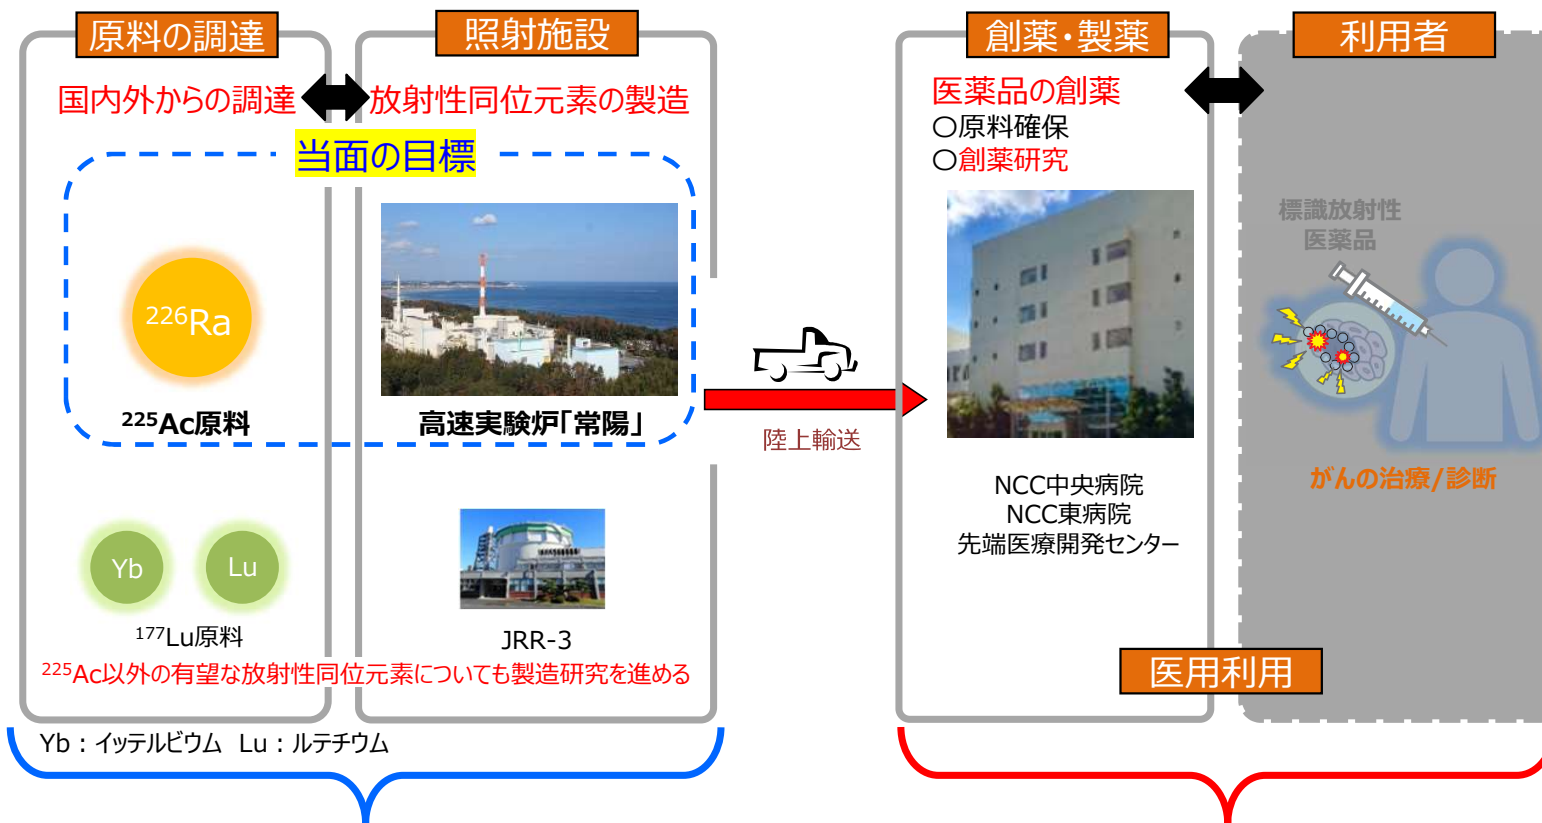 原料の調達
国内外からの調達
照射施設
放射性同位元素の製造
当面の目標
²²⁶Ra
²²⁵Ac原料
高速実験炉「常陽」
Yb
Lu
¹⁷⁷Lu原料
JRR-3
²²⁵Ac以外の有望な放射性同位元素についても製造研究を進める
Yb：イッテルビウム Lu：ルテチウム
陸上輸送
創薬・製薬
医薬品の創薬
〇原料確保
〇創薬研究
NCC中央病院
NCC東病院
先端医療開発センター
利用者
標識放射性
医薬品
がんの治療/診断
医用利用